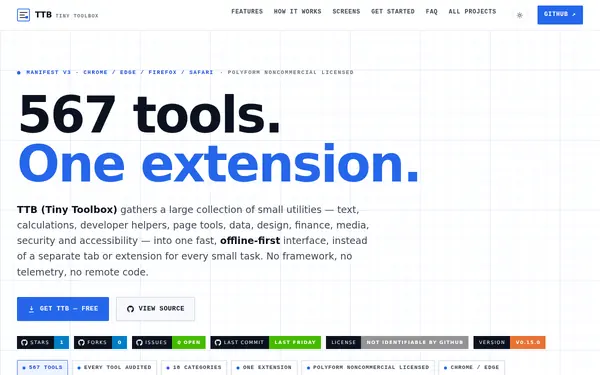 TTB TINY TOOLBOX
FEATURES HOW IT WORKS SCREENS GET STARTED FAQ ALL PROJECTS
GITHUB ↗
MANIFEST V3 · CHROME / EDGE / FIREFOX / SAFARI · POLYFORM NONCOMMERCIAL LICENSED
567 tools.
One extension.
TTB (Tiny Toolbox) gathers a large collection of small utilities — text,
calculations, developer helpers, page tools, data, design, finance, media,
security and accessibility — into one fast, offline-first interface, instead
of a separate tab or extension for every small task. No framework, no
telemetry, no remote code.
GET TTB — FREE VIEW SOURCE
STARS 1 FORKS 0 ISSUES 0 OPEN LAST COMMIT LAST FRIDAY LICENSE NOT IDENTIFIABLE BY GITHUB VERSION V0.15.0
567 TOOLS EVERY TOOL AUDITED 18 CATEGORIES ONE EXTENSION POLYFORM NONCOMMERCIAL LICENSED CHROME / EDGE